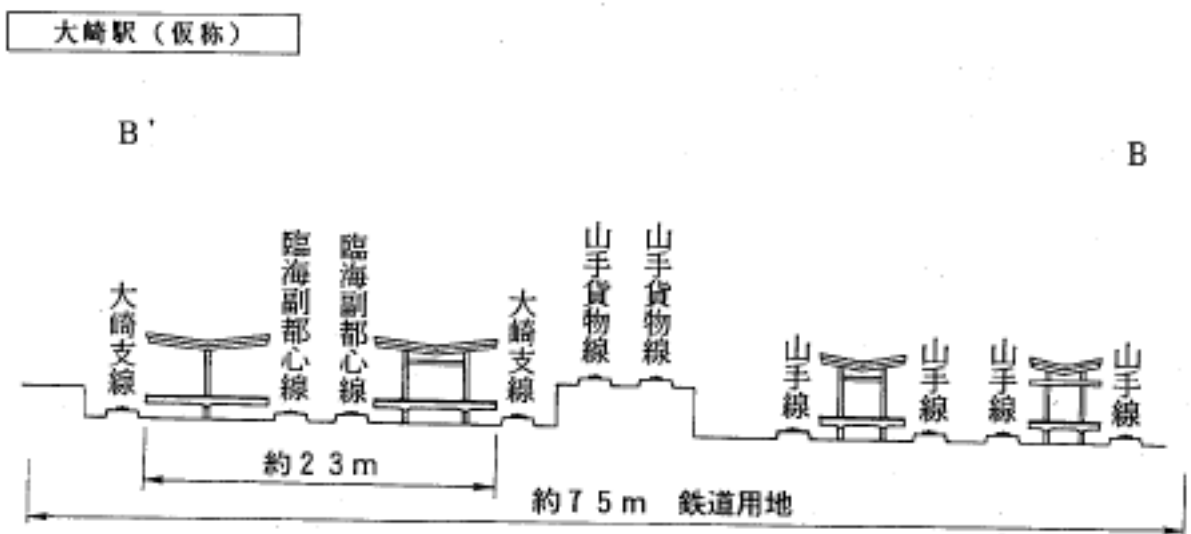 大崎駅（仮称）
B'
B
大崎支線
臨海副都心線
臨海副都心線
大崎支線
山手貨物線
山手貨物線
山手線
山手線
山手線
山手線
約23m
約75m 鉄道用地